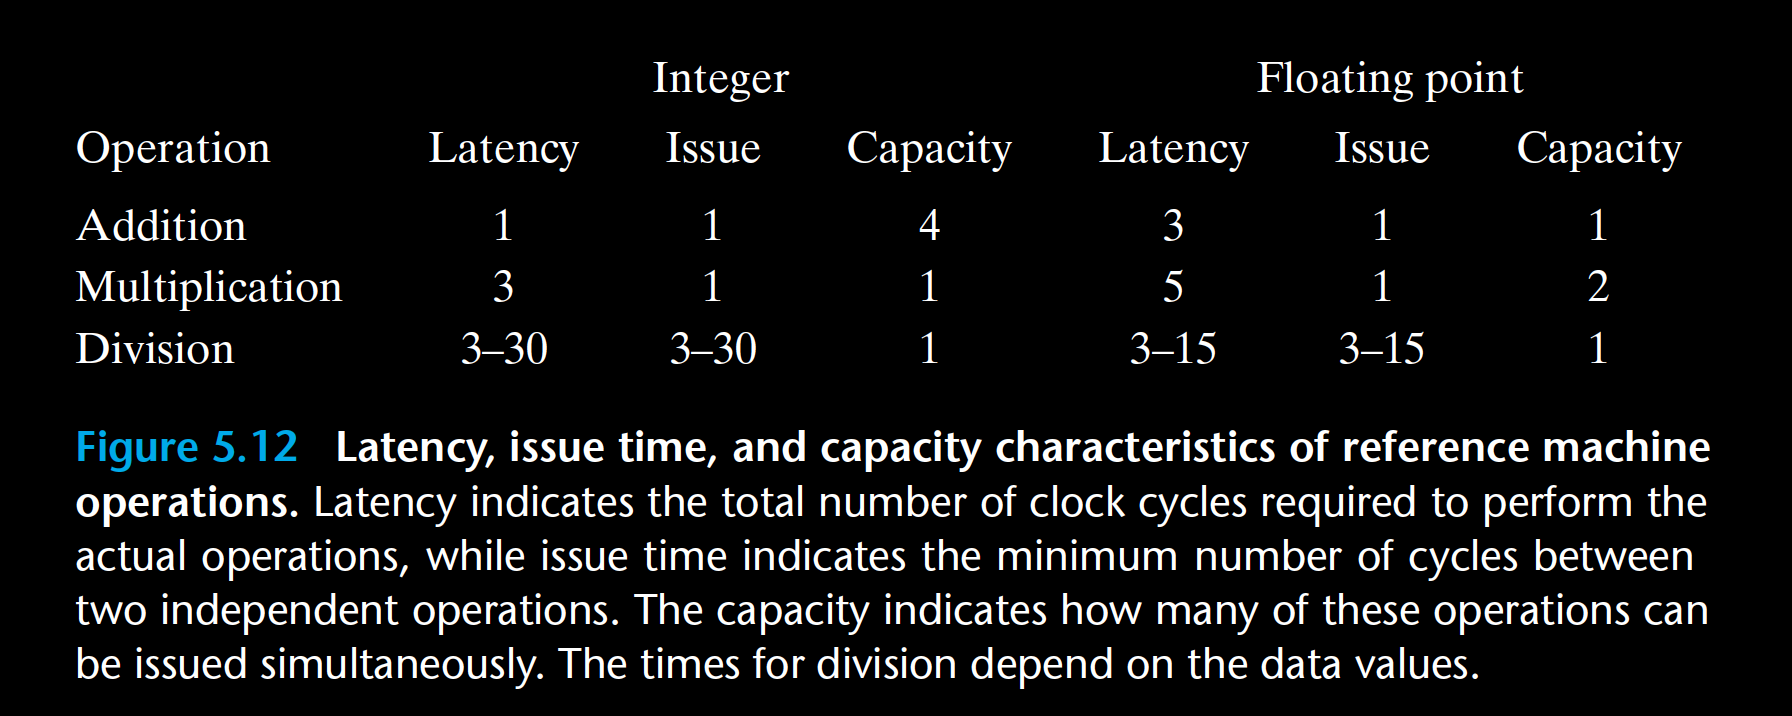 Integer Floating point
Operation Latency Issue Capacity Latency Issue Capacity
Addition 1 1 4 3 1 1
Multiplication 3 1 1 5 1 2
Division 3–30 3–30 1 3–15 3–15 1
Figure 5.12 Latency, issue time, and capacity characteristics of reference machine
operations. Latency indicates the total number of clock cycles required to perform the
actual operations, while issue time indicates the minimum number of cycles between
two independent operations. The capacity indicates how many of these operations can
be issued simultaneously. The times for division depend on the data values.